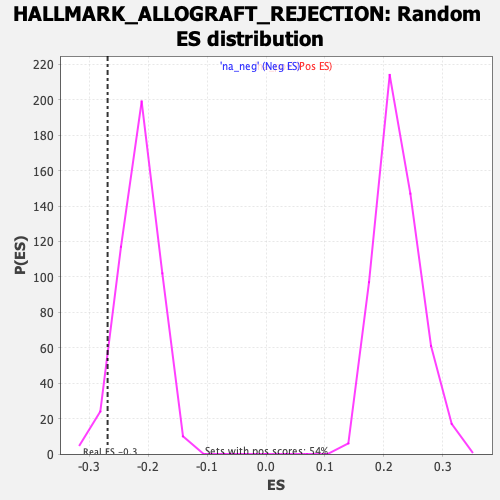 HALLMARK_ALLOGRAFT_REJECTION: Random
ES distribution
'na_neg' (Neg ES)Pos ES)
220
200
180
160
140
120
100
80
60
40
20
0
P(ES)
Real ES -0.3
Sets with pos scores: 54%
-0.3 -0.2 -0.1 0.0 0.1 0.2 0.3
ES